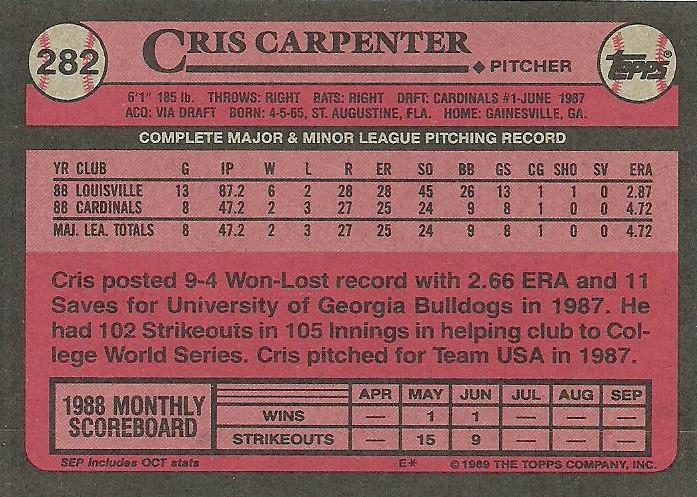 282
CRIS CARPENTER
PITCHER
TOPPS®
6'1" 185 lb. THROWS: RIGHT BATS: RIGHT DRFT: CARDINALS #1-JUNE 1987
ACQ: VIA DRAFT BORN: 4-5-65, ST. AUGUSTINE, FLA. HOME: GAINESVILLE, GA.
COMPLETE MAJOR & MINOR LEAGUE PITCHING RECORD
YR CLUB G IP W L R ER SO BB GS CG SHO SV ERA
88 LOUISVILLE 13 87.2 6 2 28 28 45 26 13 1 1 0 2.87
88 CARDINALS 8 47.2 2 3 27 25 24 9 8 1 0 0 4.72
MAJ. LEA. TOTALS 8 47.2 2 3 27 25 24 9 8 1 0 0 4.72
Cris posted 9-4 Won-Lost record with 2.66 ERA and 11
Saves for University of Georgia Bulldogs in 1987. He
had 102 Strikeouts in 105 Innings in helping club to Col-
lege World Series. Cris pitched for Team USA in 1987.
1988 MONTHLY
SCOREBOARD
APR MAY JUN JUL AUG SEP
WINS — 1 1 — — —
STRIKEOUTS — 15 9 — — —
SEP Includes OCT stats E* © 1989 THE TOPPS COMPANY, INC.